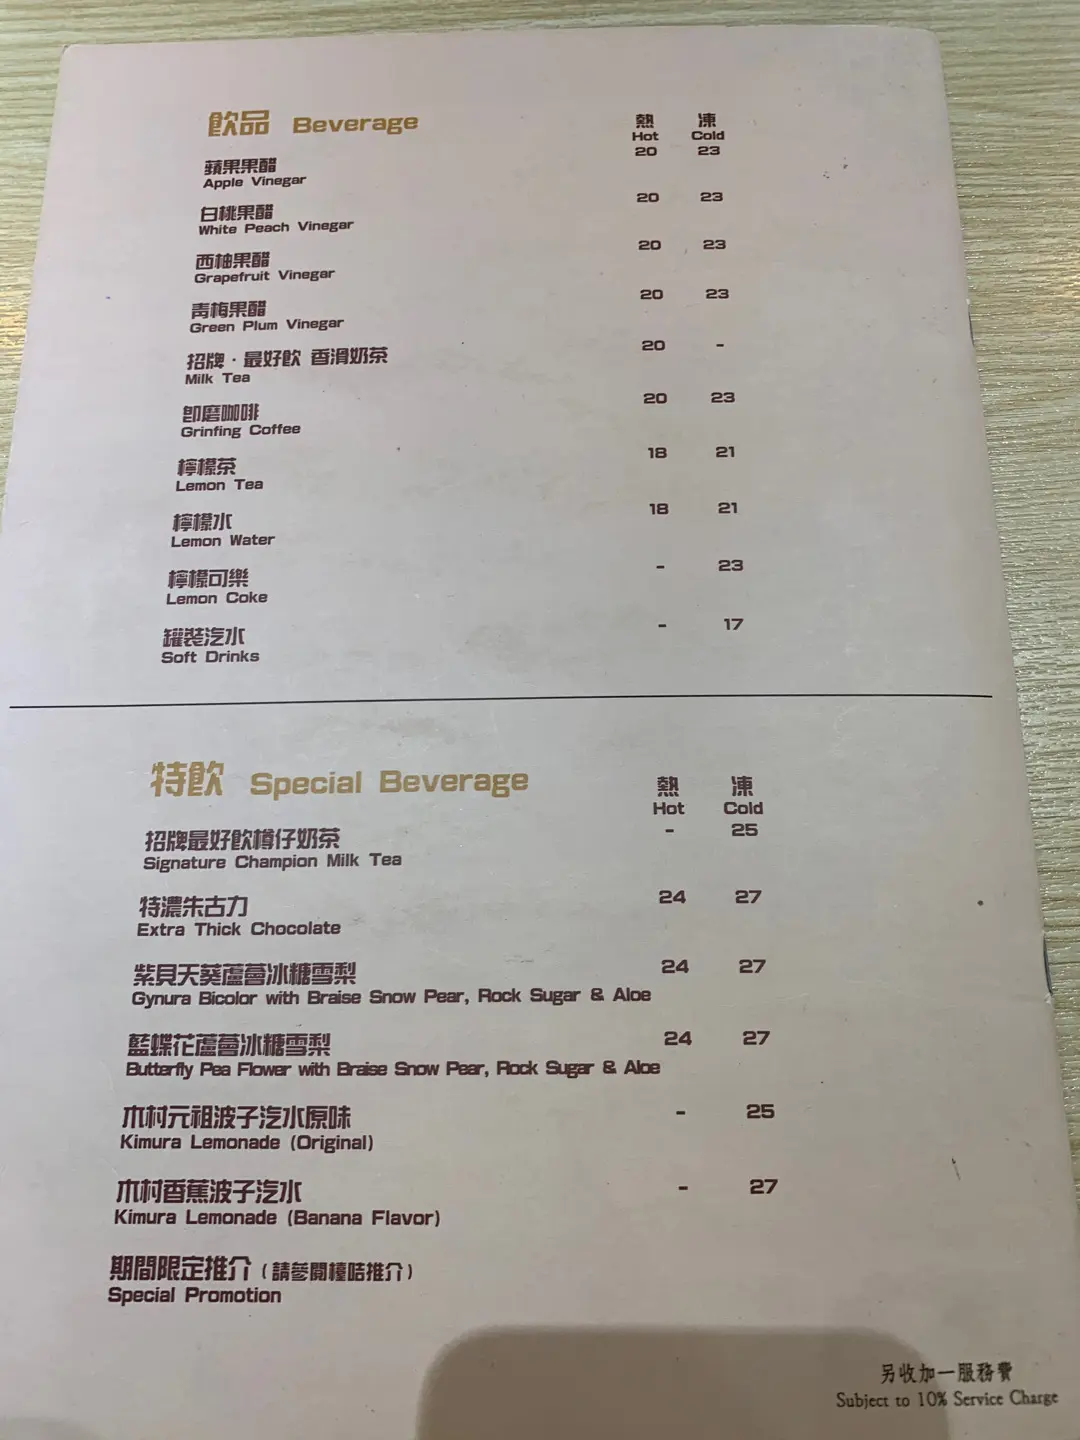 飲品 Beverage
熱 凍
Hot Cold
蘋果果醋 20 23
Apple Vinegar
白桃果醋 20 23
White Peach Vinegar
西柚果醋 20 23
Grapefruit Vinegar
青梅果醋 20 23
Green Plum Vinegar
招牌·最好飲 香滑奶茶 20 -
Milk Tea
即磨咖啡 20 23
Grinfing Coffee
檸檬茶 18 21
Lemon Tea
檸檬水 18 21
Lemon Water
檸檬可樂 - 23
Lemon Coke
罐裝汽水 - 17
Soft Drinks
特飲 Special Beverage
熱 凍
Hot Cold
招牌最好飲樽仔奶茶 - 25
Signature Champion Milk Tea
特濃朱古力 24 27
Extra Thick Chocolate
紫貝天葵蘆薈冰糖雪梨 24 27
Gynura Bicolor with Braise Snow Pear, Rock Sugar & Aloe
藍蝶花蘆薈冰糖雪梨 24 27
Butterfly Pea Flower with Braise Snow Pear, Rock Sugar & Aloe
木村元祖波子汽水原味 - 25
Kimura Lemonade (Original)
木村香蕉波子汽水 - 27
Kimura Lemonade (Banana Flavor)
期間限定推介 (請參閱檯咭推介)
Special Promotion
另收加一服務費
Subject to 10% Service Charge